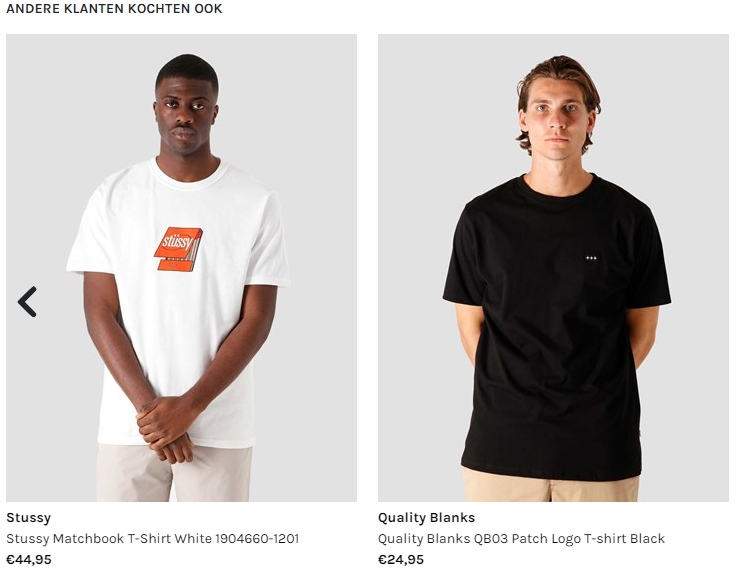 ANDERE KLANTEN KOCHTEN OOK
stüssy
Stussy
Stussy Matchbook T-Shirt White 1904660-1201
€44,95
Quality Blanks
Quality Blanks QB03 Patch Logo T-shirt Black
€24,95